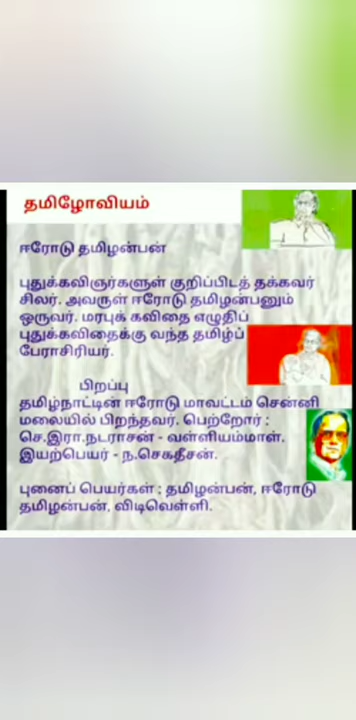 தமிழோவியம்
ஈரோடு தமிழன்பன்
புதுக்கவிஞர்களுள் குறிப்பிடத் தக்கவர்
சிலர். அவருள் ஈரோடு தமிழன்பனும்
ஒருவர். மரபுக் கவிதை எழுதிப்
புதுக்கவிதைக்கு வந்த தமிழ்ப்
பேராசிரியர்.
பிறப்பு
தமிழ்நாட்டின் ஈரோடு மாவட்டம் சென்னி
மலையில் பிறந்தவர். பெற்றோர் :
செ.இரா.நடராசன் - வள்ளியம்மாள்.
இயற்பெயர் - ந.செகதீசன்.
புனைப் பெயர்கள் ; தமிழன்பன், ஈரோடு
தமிழன்பன், விடிவெள்ளி.